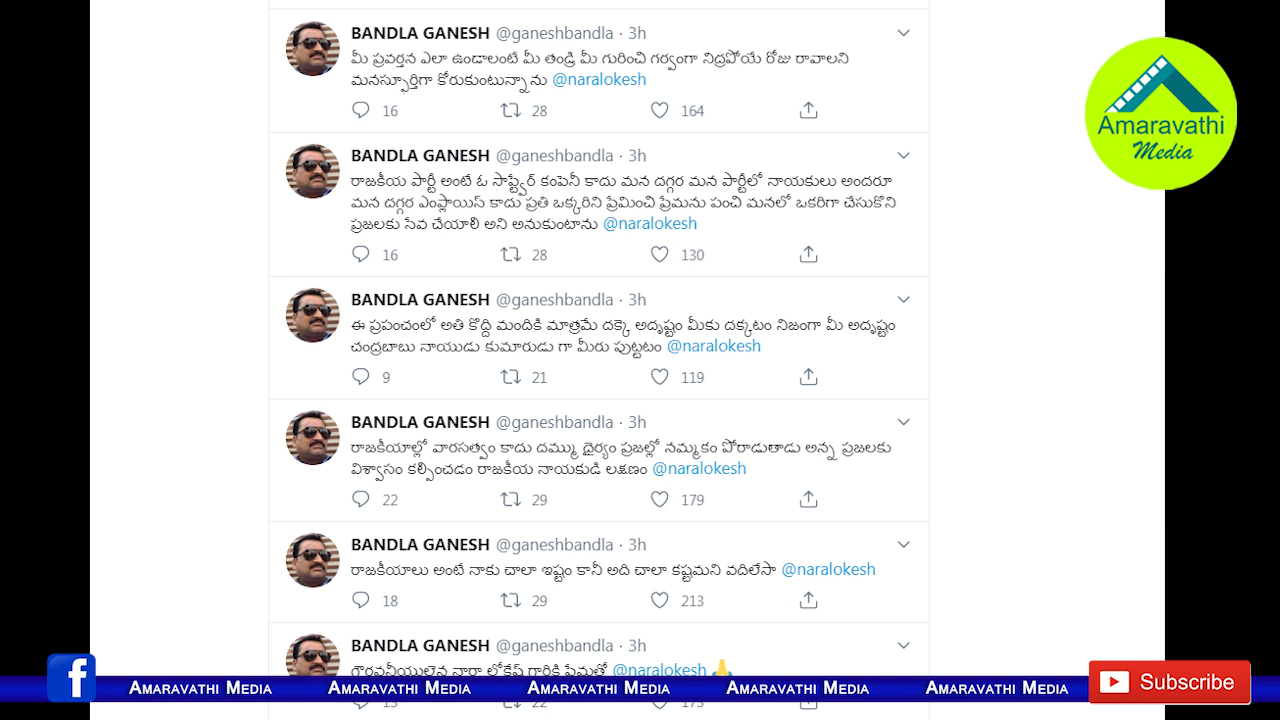 BANDLA GANESH @ganeshbandla · 3h
మీ ప్రవర్తన ఎలా ఉండాలంటే మీ తండ్రి మీ గురించి గర్వంగా నిద్రపోయే రోజు రావాలని
మనస్ఫూర్తిగా కోరుకుంటున్నాను @naralokesh
16 28 164
BANDLA GANESH @ganeshbandla · 3h
రాజకీయ పార్టీ అంటే ఓ సాఫ్ట్వేర్ కంపెనీ కాదు మన దగ్గర మన పార్టీలో నాయకులు అందరూ
మన దగ్గర ఎంప్లాయిస్ కాదు ప్రతి ఒక్కరిని ప్రేమించి ప్రేమను పంచి మనలో ఒకరిగా చేసుకొని
ప్రజలకు సేవ చేయాలి అని అనుకుంటాను @naralokesh
16 28 130
BANDLA GANESH @ganeshbandla · 3h
ఈ ప్రపంచంలో అతి కొద్ది మందికి మాత్రమే దక్కె అదృష్టం మీకు దక్కటం నిజంగా మీ అదృష్టం
చంద్రబాబు నాయుడు కుమారుడు గా మీరు పుట్టటం @naralokesh
9 21 119
BANDLA GANESH @ganeshbandla · 3h
రాజకీయాల్లో వారసత్వం కాదు దమ్ము ధైర్యం ప్రజల్లో నమ్మకం పోరాడుతాడు అన్న ప్రజలకు
విశ్వాసం కల్పించడం రాజకీయ నాయకుడి లక్షణం @naralokesh
22 29 179
BANDLA GANESH @ganeshbandla · 3h
రాజకీయాలు అంటే నాకు చాలా ఇష్టం కానీ అది చాలా కష్టమని వదిలేసా @naralokesh
18 29 213
BANDLA GANESH @ganeshbandla · 3h
గౌరవనీయులైన నారా లోకేష్ గారికి ప్రేమతో @naralokesh 🙏
Amaravathi
Media
Amaravathi Media Amaravathi Media Amaravathi Media Amaravathi Media Amaravathi Media
Subscribe